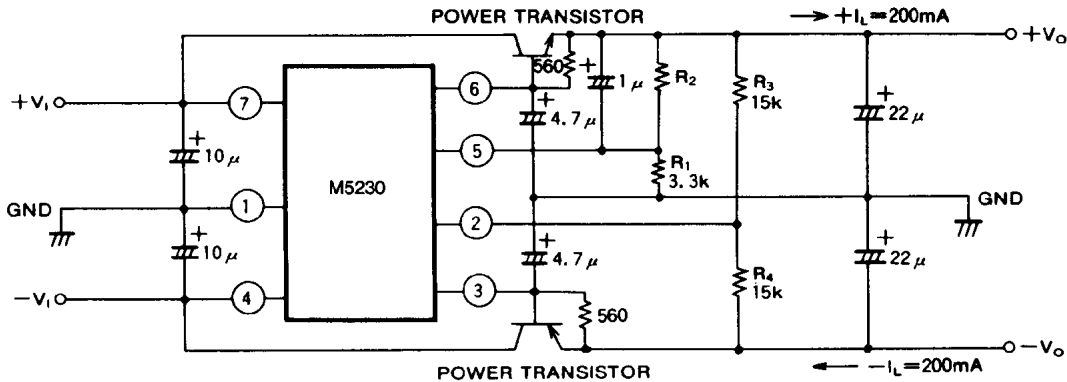 POWER TRANSISTOR
+IL=200mA
+VO
560
+
1μ
R2
R3
15k
6
7
+VI
+
4.7μ
+
22μ
5
+
10μ
R1
3.3k
M5230
GND
1
2
GND
+
10μ
+
4.7μ
+
22μ
R4
15k
-VI
4
3
560
-VO
-IL=200mA
POWER TRANSISTOR